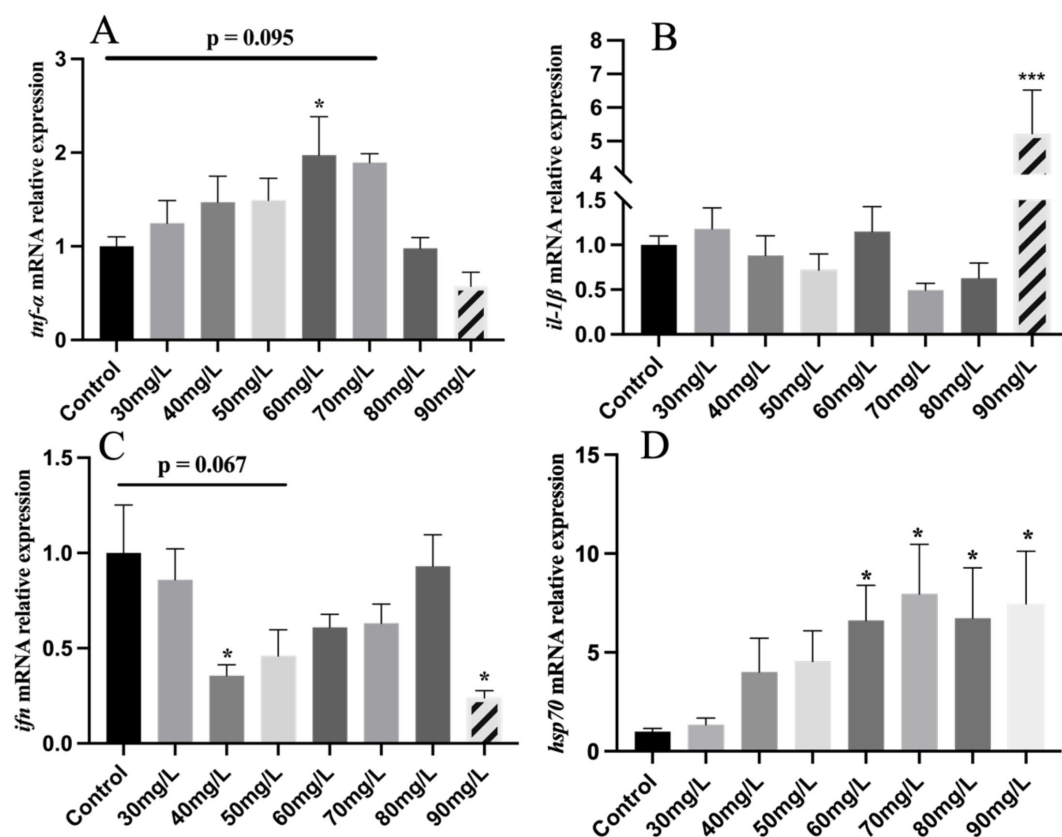 A
p = 0.095
tnf-α mRNA relative expression
3
2
1
0
*
Control
30mg/L
40mg/L
50mg/L
60mg/L
70mg/L
80mg/L
90mg/L
B
il-1β mRNA relative expression
8
7
6
5
4
1.5
1.0
0.5
0.0
***
Control
30mg/L
40mg/L
50mg/L
60mg/L
70mg/L
80mg/L
90mg/L
C
p = 0.067
ifn mRNA relative expression
1.5
1.0
0.5
0.0
*
*
Control
30mg/L
40mg/L
50mg/L
60mg/L
70mg/L
80mg/L
90mg/L
D
hsp70 mRNA relative expression
15
10
5
0
*
*
*
*
Control
30mg/L
40mg/L
50mg/L
60mg/L
70mg/L
80mg/L
90mg/L